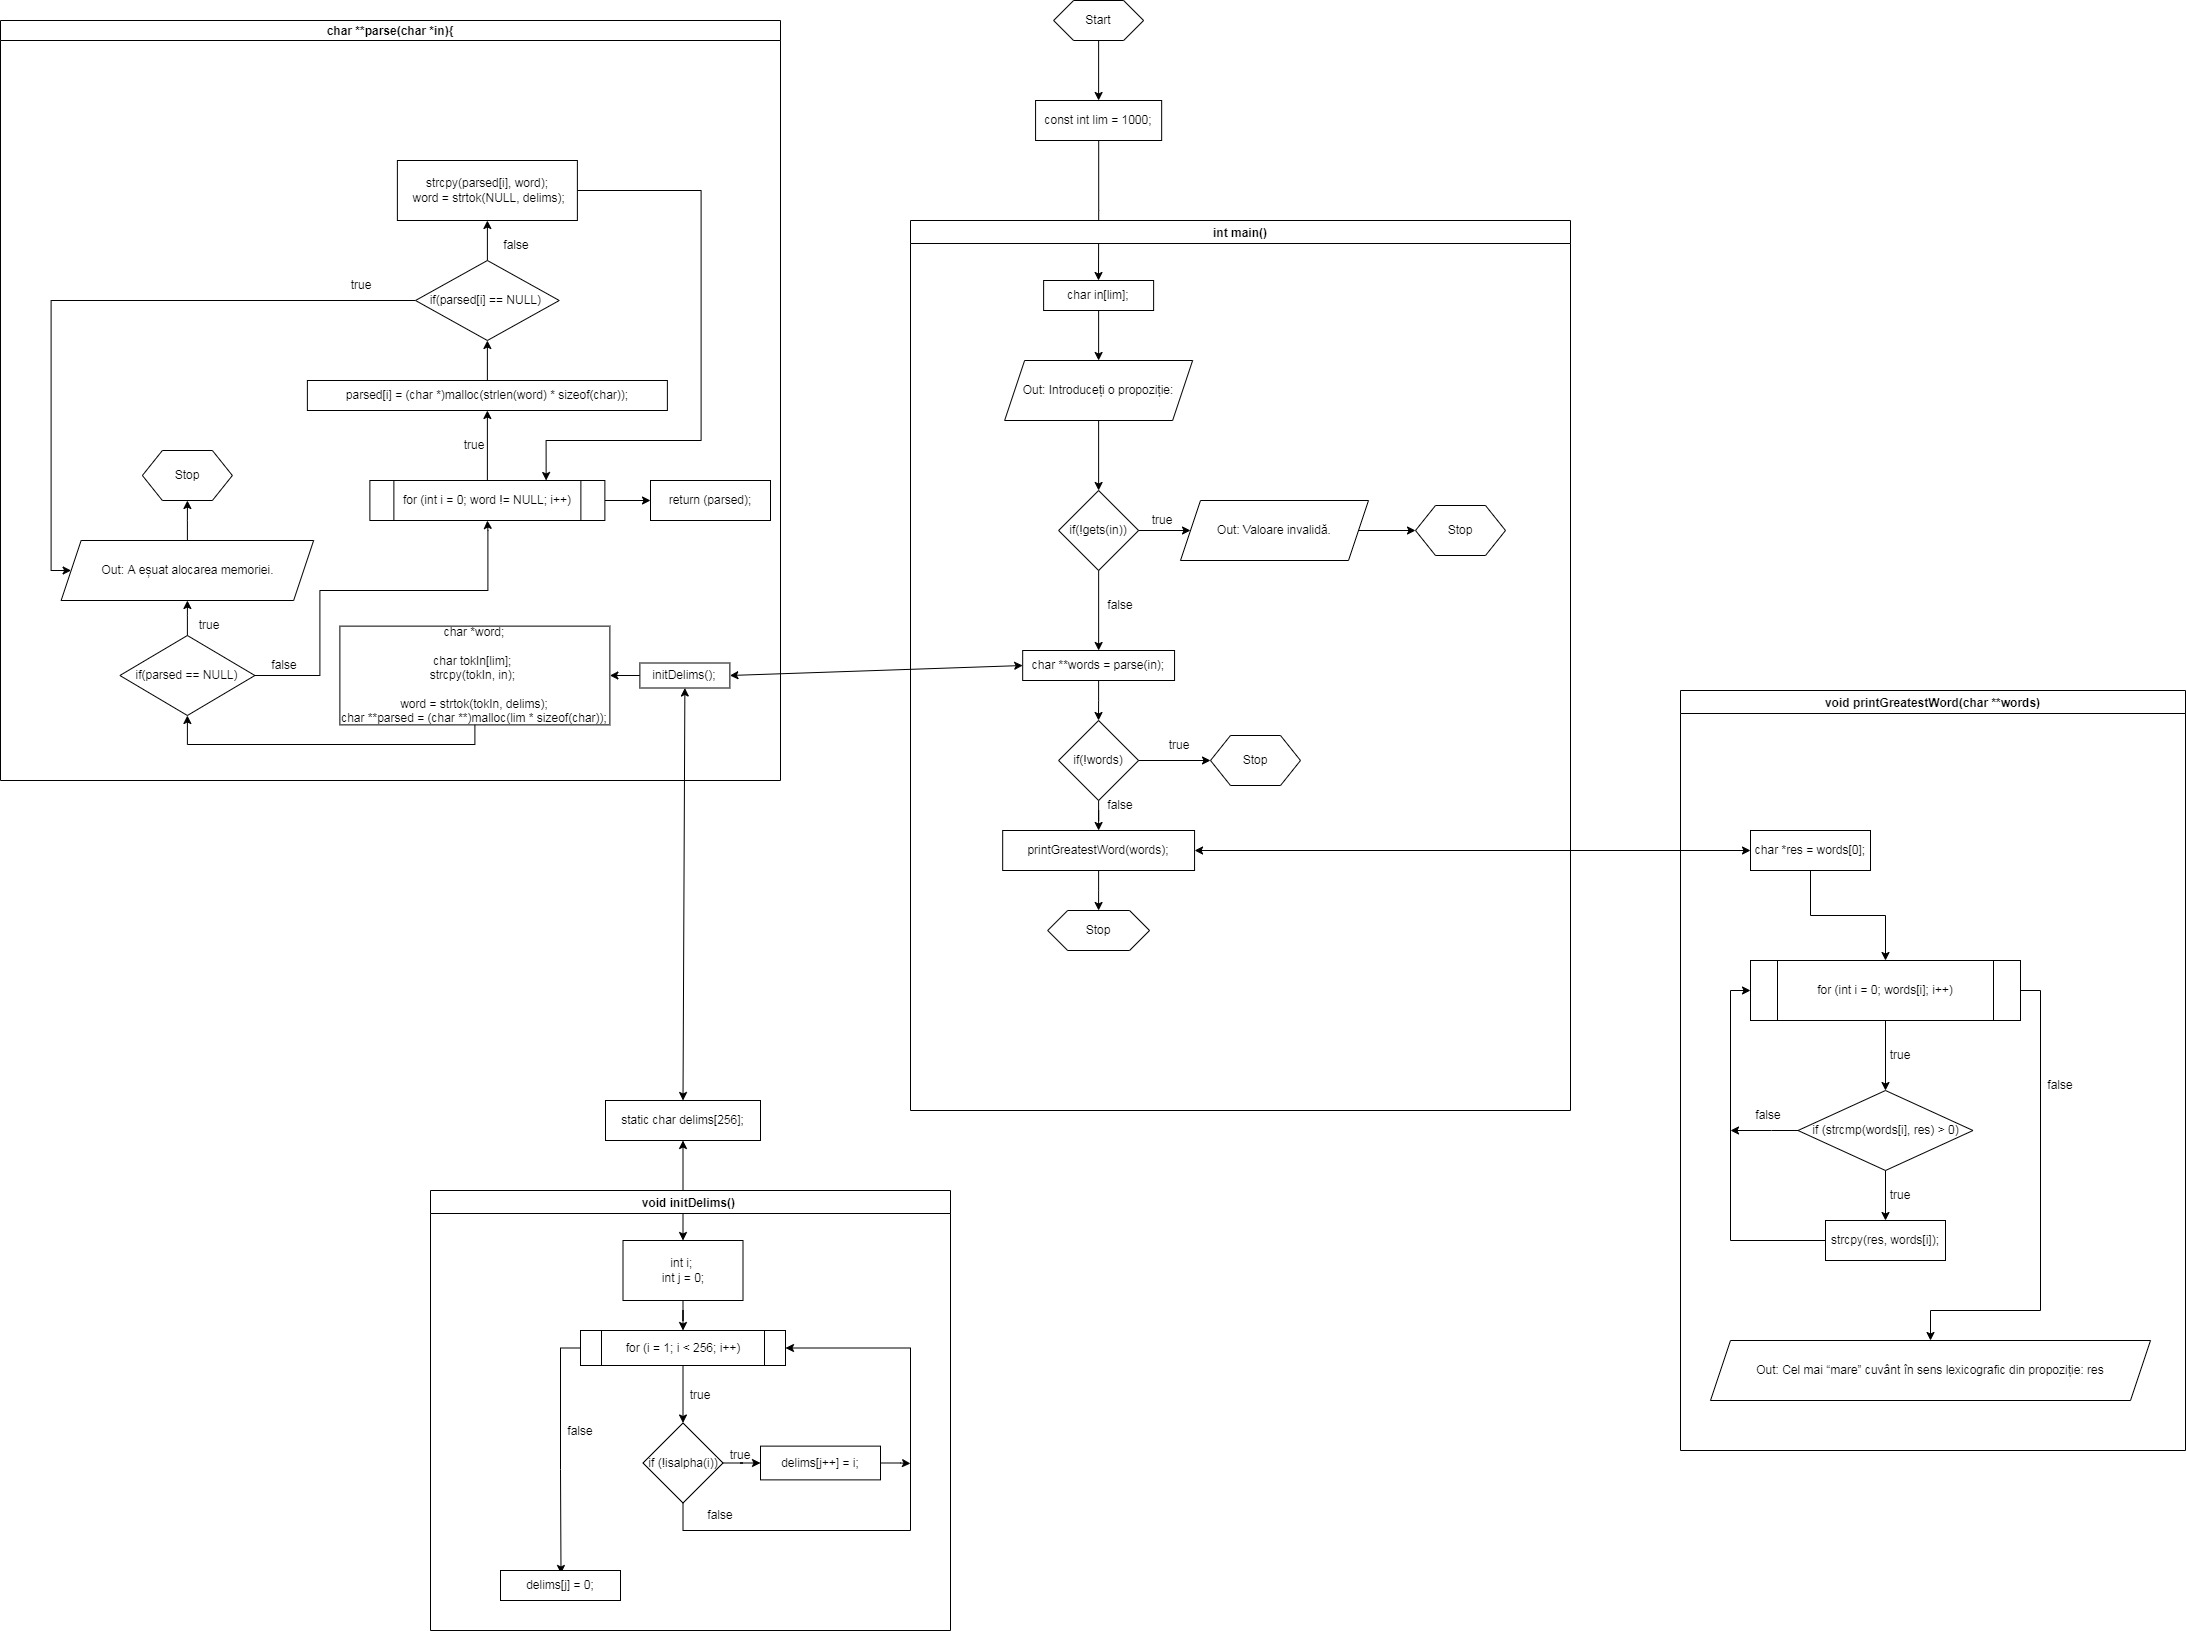 char **parse(char *in){
strcpy(parsed[i], word);
word = strtok(NULL, delims);
false
true
if(parsed[i] == NULL)
parsed[i] = (char *)malloc(strlen(word) * sizeof(char));
true
Stop
for (int i = 0; word != NULL; i++)
return (parsed);
Out: A eșuat alocarea memoriei.
true
if(parsed == NULL)
false
char *word;
char tokIn[lim];
strcpy(tokIn, in);
word = strtok(tokIn, delims);
char **parsed = (char **)malloc(lim * sizeof(char));
initDelims();
Start
const int lim = 1000;
int main()
char in[lim];
Out: Introduceți o propoziție:
if(!gets(in))
true
Out: Valoare invalidă.
Stop
false
char **words = parse(in);
if(!words)
true
Stop
false
printGreatestWord(words);
Stop
void printGreatestWord(char **words)
char *res = words[0];
for (int i = 0; words[i]; i++)
true
false
false
if (strcmp(words[i], res) > 0)
true
strcpy(res, words[i]);
Out: Cel mai “mare” cuvânt în sens lexicografic din propoziție: res
static char delims[256];
void initDelims()
int i;
int j = 0;
for (i = 1; i < 256; i++)
true
false
if (!isalpha(i))
true
delims[j++] = i;
false
delims[j] = 0;